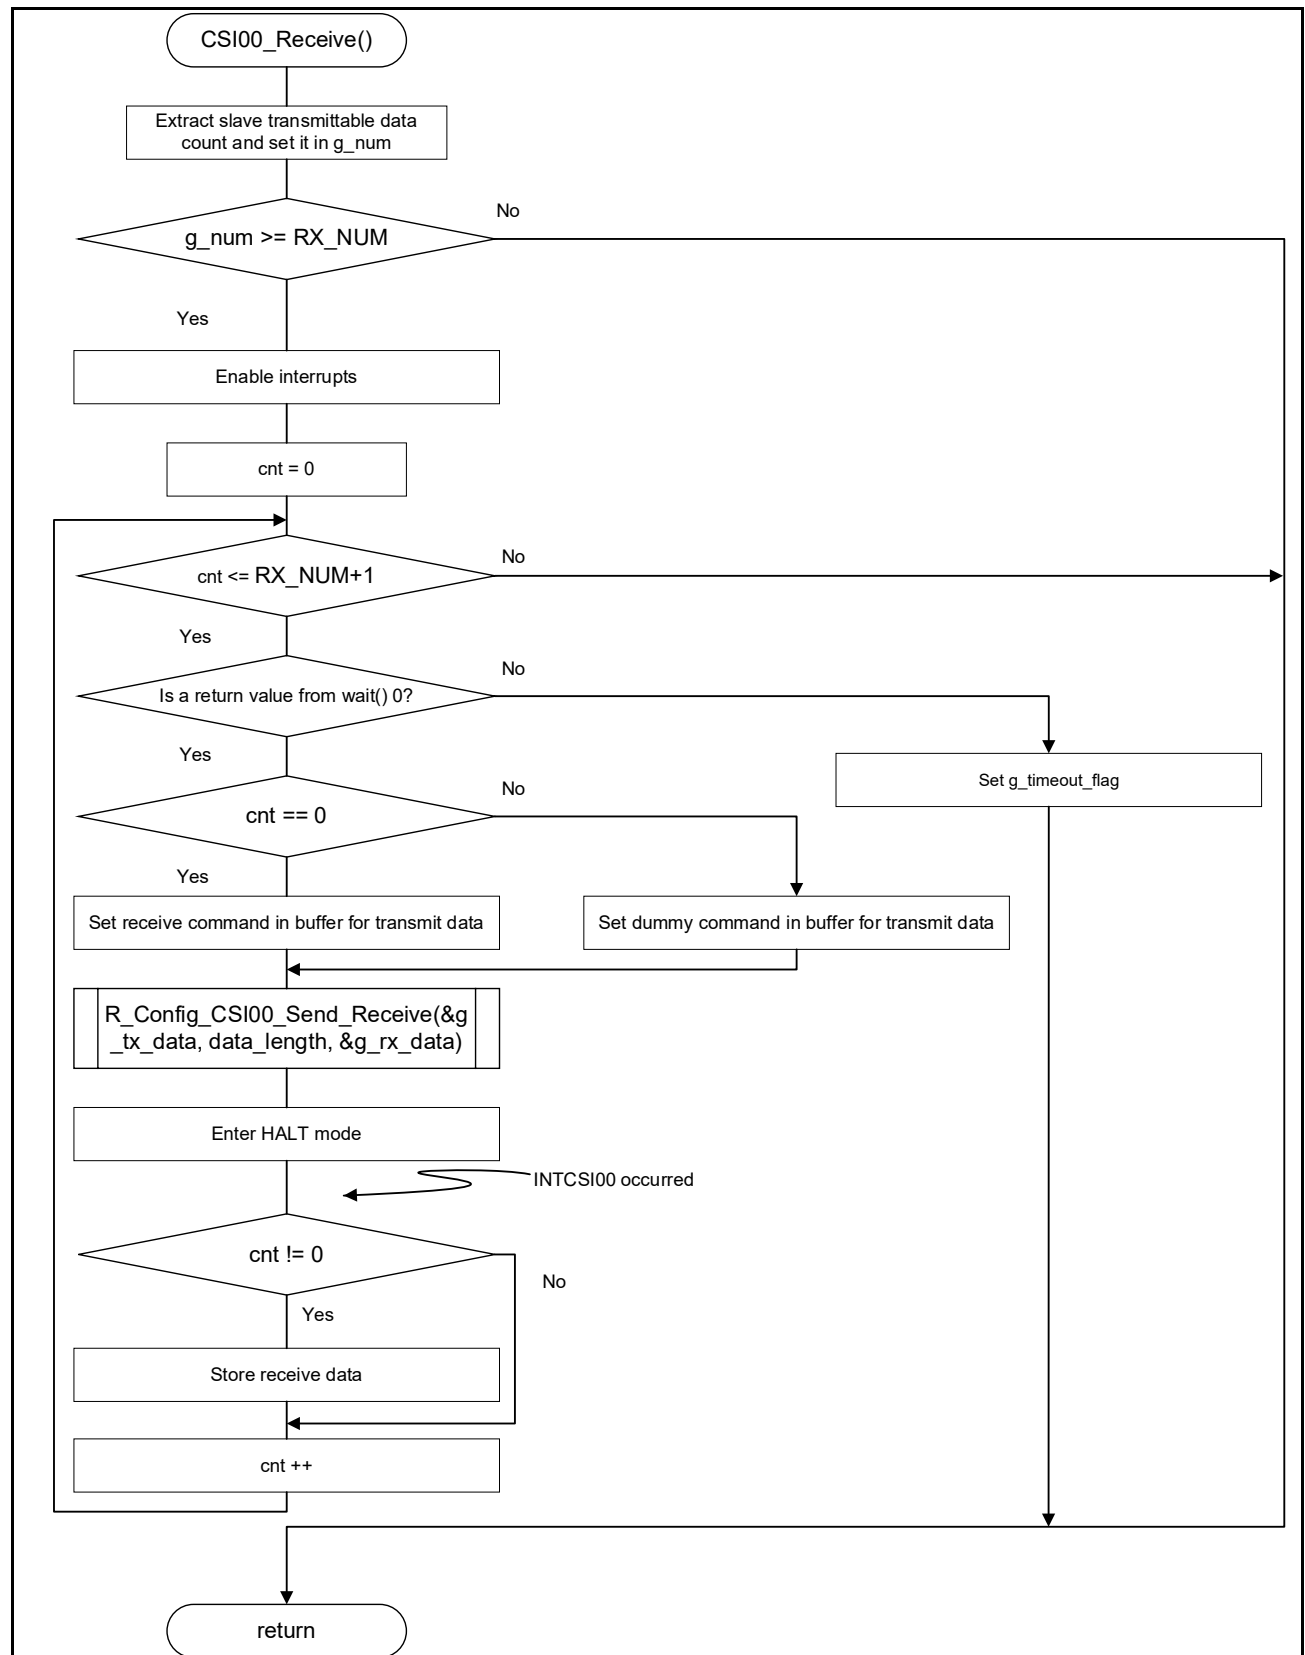 CSI00_Receive()
Extract slave transmittable data
count and set it in g_num
No
g_num >= RX_NUM
Yes
Enable interrupts
cnt = 0
No
cnt <= RX_NUM+1
Yes
No
Is a return value from wait() 0?
Yes
Set g_timeout_flag
No
cnt == 0
Yes
Set receive command in buffer for transmit data
Set dummy command in buffer for transmit data
R_Config_CSI00_Send_Receive(&g
_tx_data, data_length, &g_rx_data)
Enter HALT mode
INTCSI00 occurred
cnt != 0
No
Yes
Store receive data
cnt ++
return